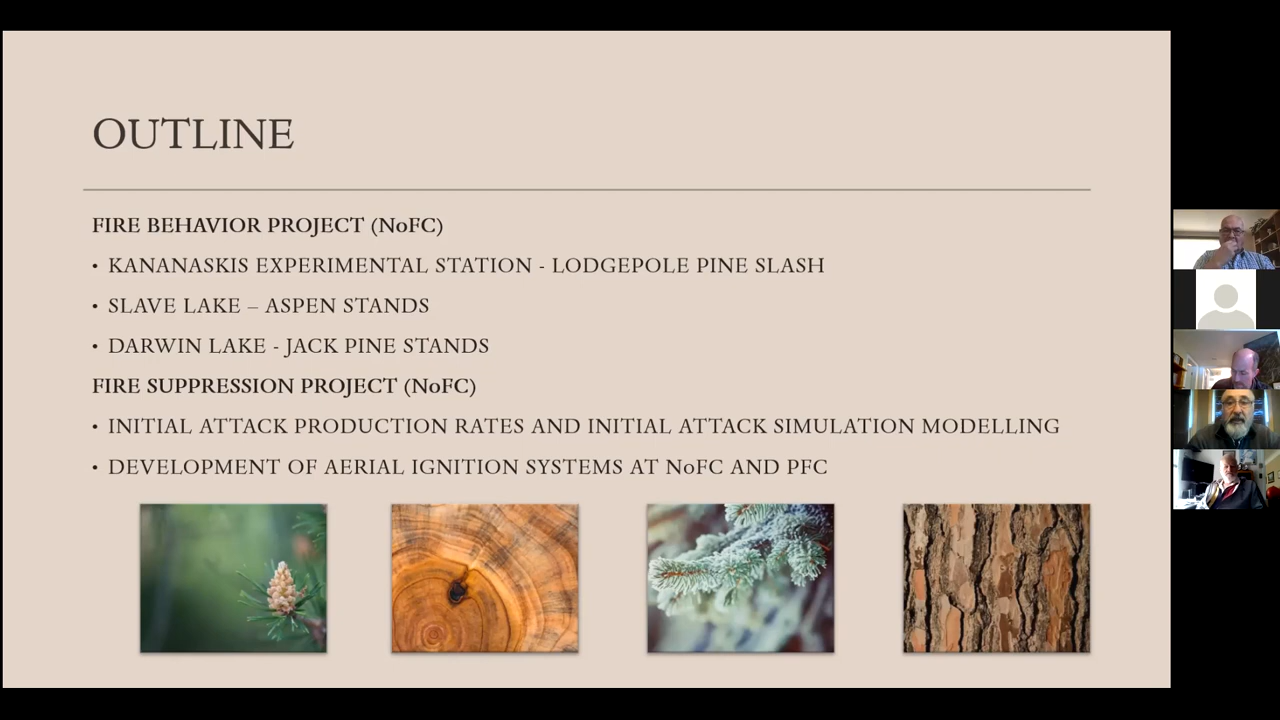 OUTLINE
FIRE BEHAVIOR PROJECT (NoFC)
• KANANASKIS EXPERIMENTAL STATION - LODGEPOLE PINE SLASH
• SLAVE LAKE – ASPEN STANDS
• DARWIN LAKE - JACK PINE STANDS
FIRE SUPPRESSION PROJECT (NoFC)
• INITIAL ATTACK PRODUCTION RATES AND INITIAL ATTACK SIMULATION MODELLING
• DEVELOPMENT OF AERIAL IGNITION SYSTEMS AT NoFC AND PFC